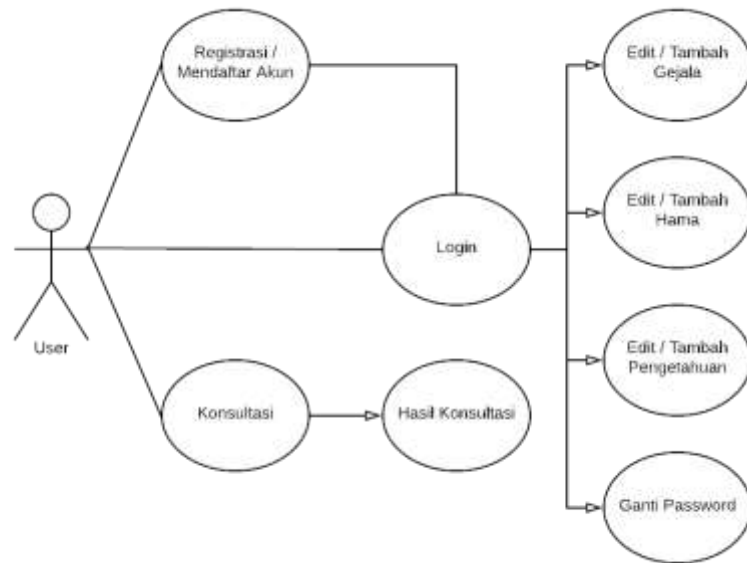 Registrasi /
Mendaftar Akun
Edit / Tambah
Gejala
Edit / Tambah
Hama
Login
User
Edit / Tambah
Pengetahuan
Konsultasi
Hasil Konsultasi
Ganti Password